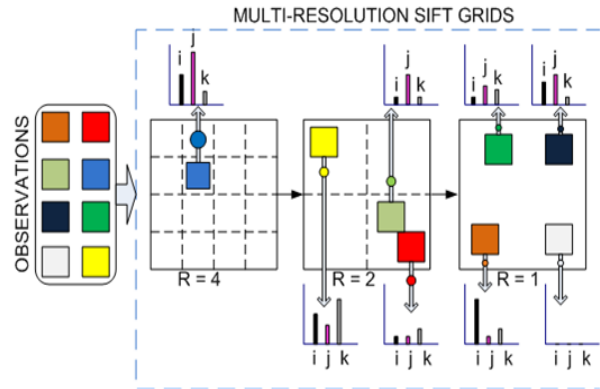 MULTI-RESOLUTION SIFT GRIDS
i j k
i j k
i j k
i j k
OBSERVATIONS
R = 4
R = 2
R = 1
i j k
i j k
i j k
i j k